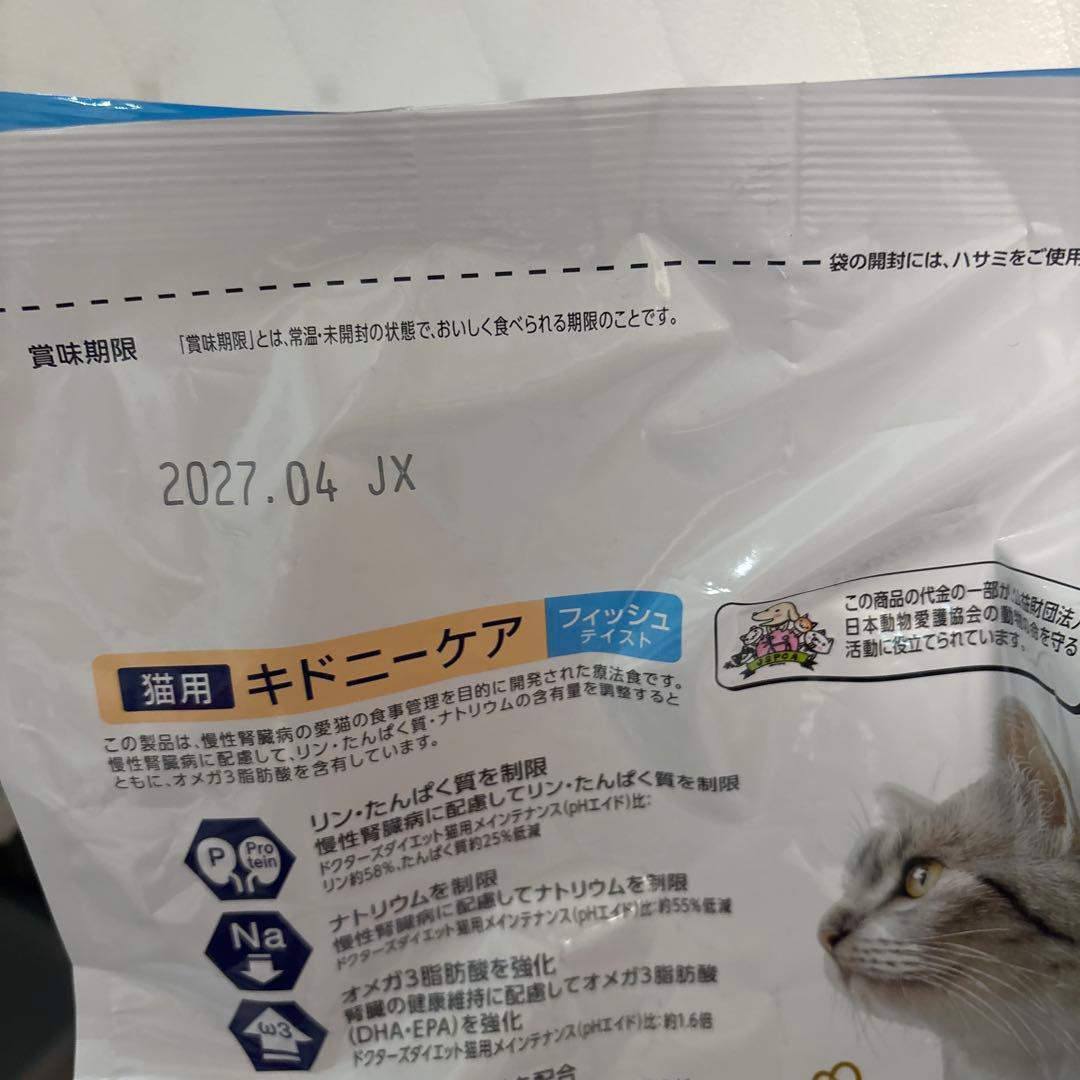 袋の開封には、ハサミをご使用
賞味期限
「賞味期限」とは、常温・未開封の状態で、おいしく食べられる期限のことです。
2027.04 JX
猫用 キドニーケア
フィッシュ
テイスト
この商品の代金の一部が
財団法人
日本動物愛護協会の動物の命を守る
活動に役立てられています。
JSPCA
この製品は、慢性腎臓病の愛猫の食事管理を目的に開発された療法食です。
慢性腎臓病に配慮して、リン・たんぱく質・ナトリウムの含有量を調整すると
ともに、オメガ3脂肪酸を含有しています。
P
Pro
tein
リン・たんぱく質を制限
慢性腎臓病に配慮してリン・たんぱく質を制限
ドクターズダイエット猫用メインテナンス(pHエイド)比:
リン約58%、たんぱく質約25%低減
Na
ナトリウムを制限
慢性腎臓病に配慮してナトリウムを制限
ドクターズダイエット猫用メインテナンス(pHエイド)比:約55%低減
ω3
オメガ3脂肪酸を強化
腎臓の健康維持に配慮してオメガ3脂肪酸
(DHA・EPA)を強化
ドクターズダイエット猫用メインテナンス(pHエイド)比:約1.6倍
を配合